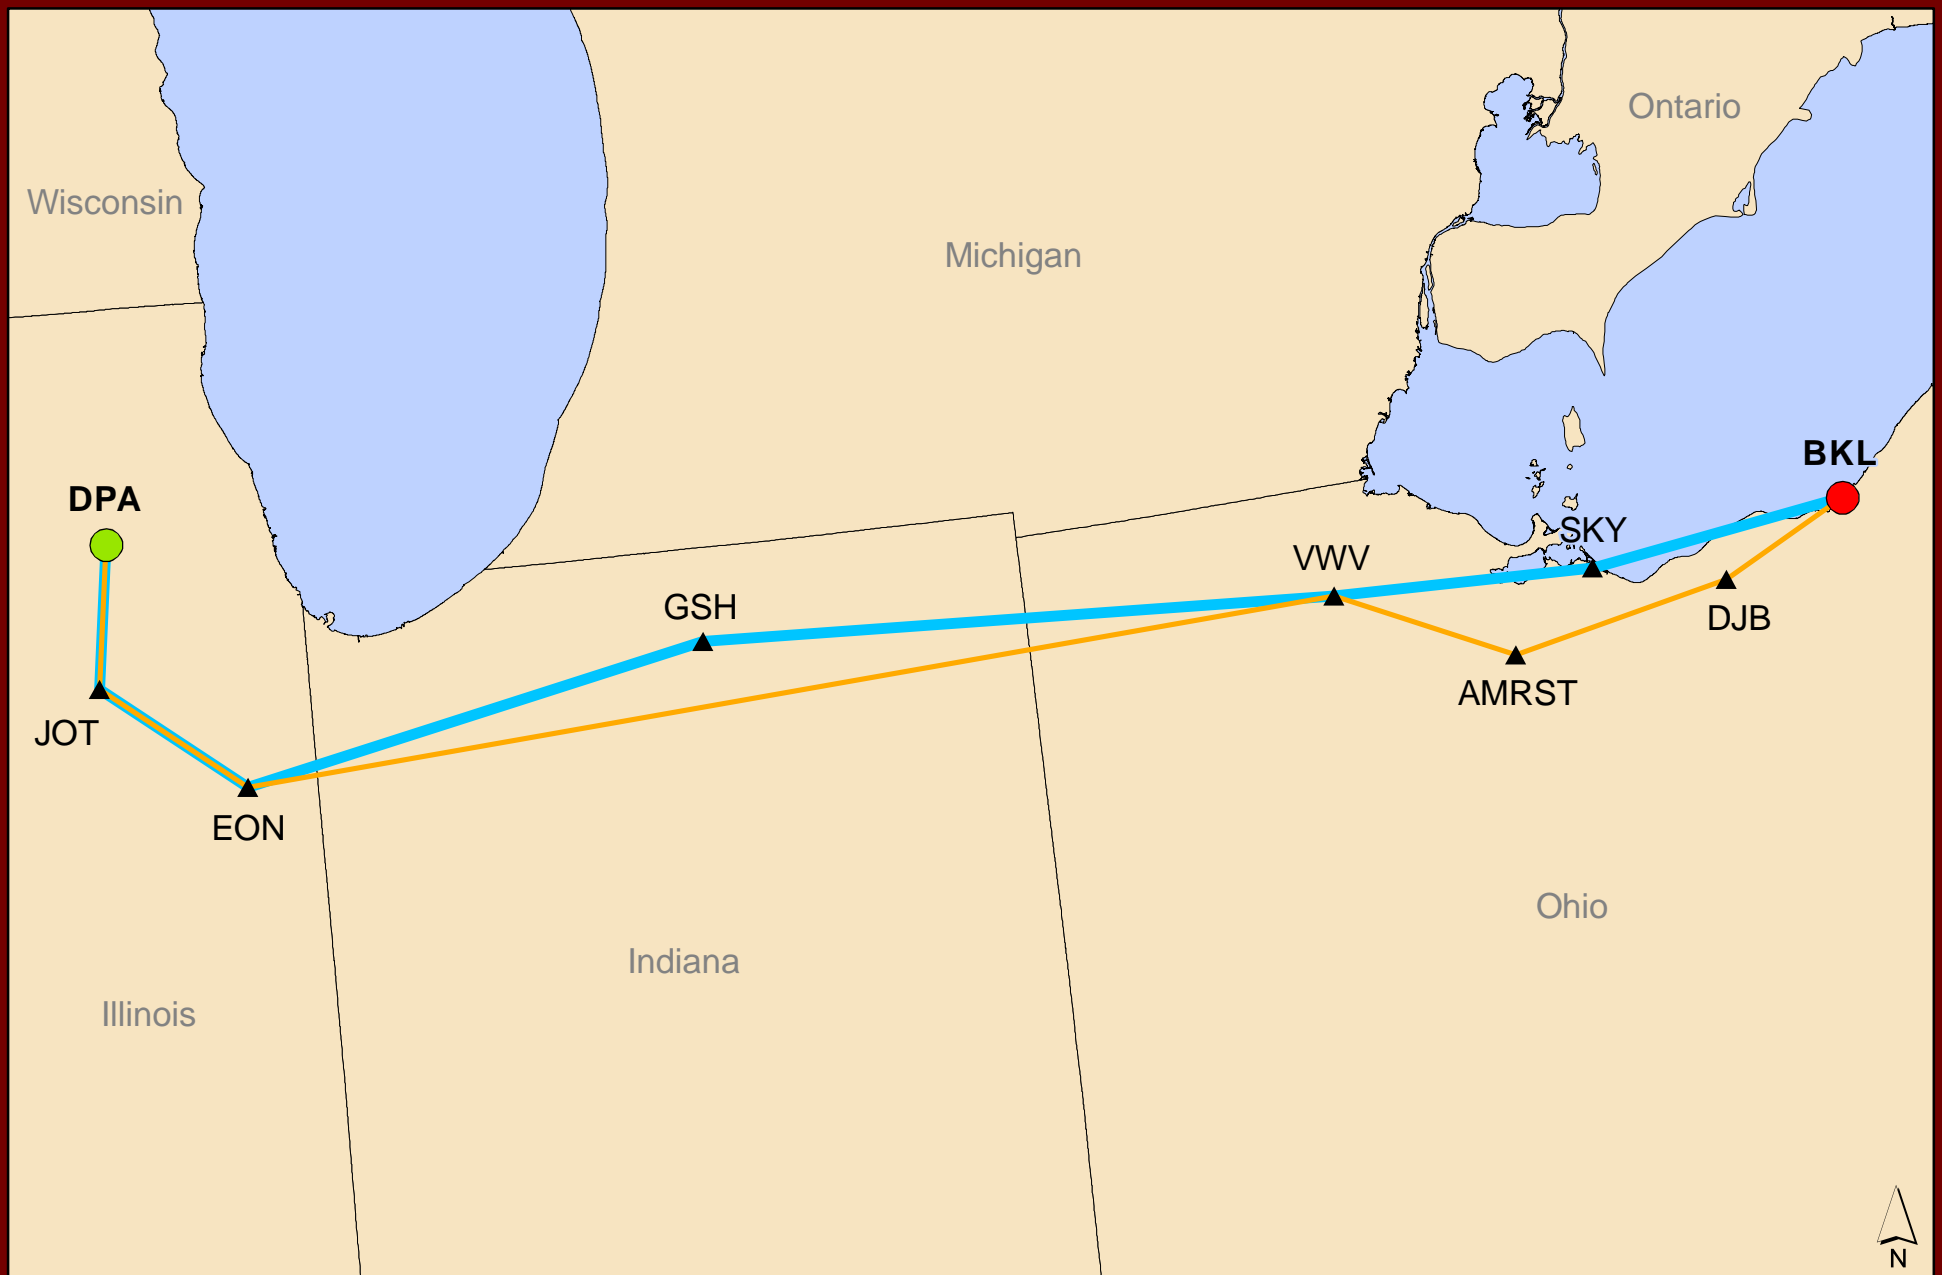 Ontario
Wisconsin
Michigan
BKL
DPA
SKY
VWV
GSH
DJB
AMRST
JOT
EON
Ohio
Indiana
Illinois
N